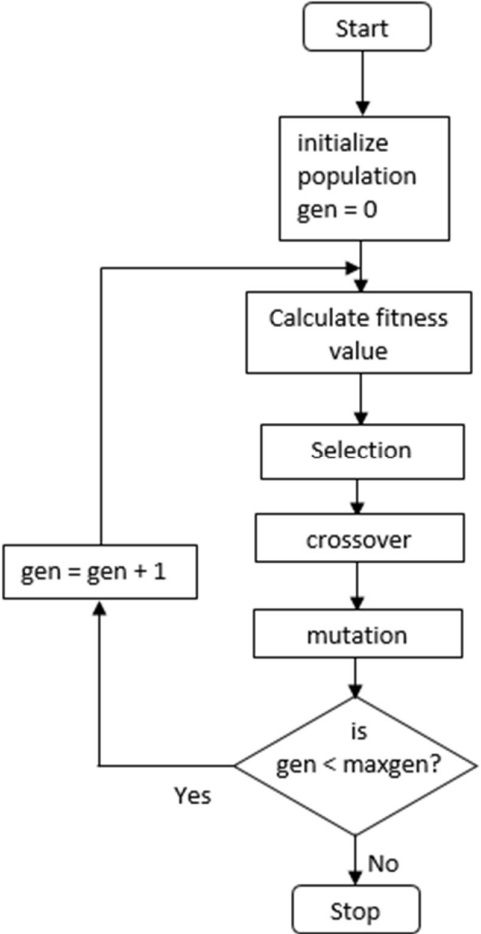 Start
initialize
population
gen = 0
Calculate fitness
value
Selection
crossover
gen = gen + 1
mutation
is
gen < maxgen?
Yes
No
Stop